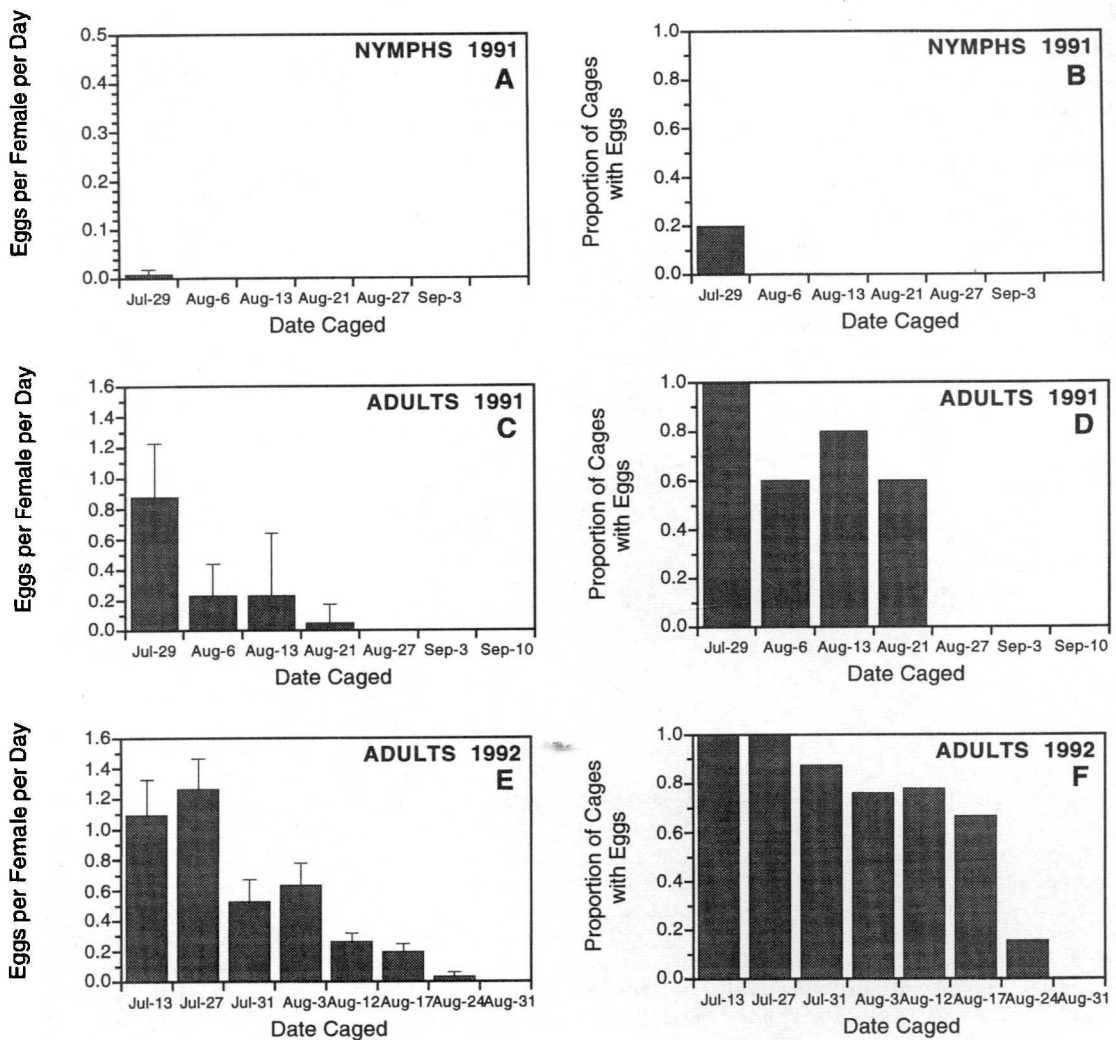 Eggs per Female per Day
0.5
0.4
0.3
0.2
0.1
0.0
NYMPHS 1991
A
Jul-29 Aug-6 Aug-13 Aug-21 Aug-27 Sep-3
Date Caged
Proportion of Cages
with Eggs
1.0
0.8
0.6
0.4
0.2
0.0
NYMPHS 1991
B
Jul-29 Aug-6 Aug-13 Aug-21 Aug-27 Sep-3
Date Caged
Eggs per Female per Day
1.6
1.4
1.2
1.0
0.8
0.6
0.4
0.2
0.0
ADULTS 1991
C
Jul-29 Aug-6 Aug-13 Aug-21 Aug-27 Sep-3 Sep-10
Date Caged
Proportion of Cages
with Eggs
1.0
0.8
0.6
0.4
0.2
0.0
ADULTS 1991
D
Jul-29 Aug-6 Aug-13 Aug-21 Aug-27 Sep-3 Sep-10
Date Caged
Eggs per Female per Day
1.6
1.4
1.2
1.0
0.8
0.6
0.4
0.2
0.0
ADULTS 1992
E
Jul-13 Jul-27 Jul-31 Aug-3 Aug-12 Aug-17 Aug-24 Aug-31
Date Caged
Proportion of Cages
with Eggs
1.0
0.8
0.6
0.4
0.2
0.0
ADULTS 1992
F
Jul-13 Jul-27 Jul-31 Aug-3 Aug-12 Aug-17 Aug-24 Aug-31
Date Caged